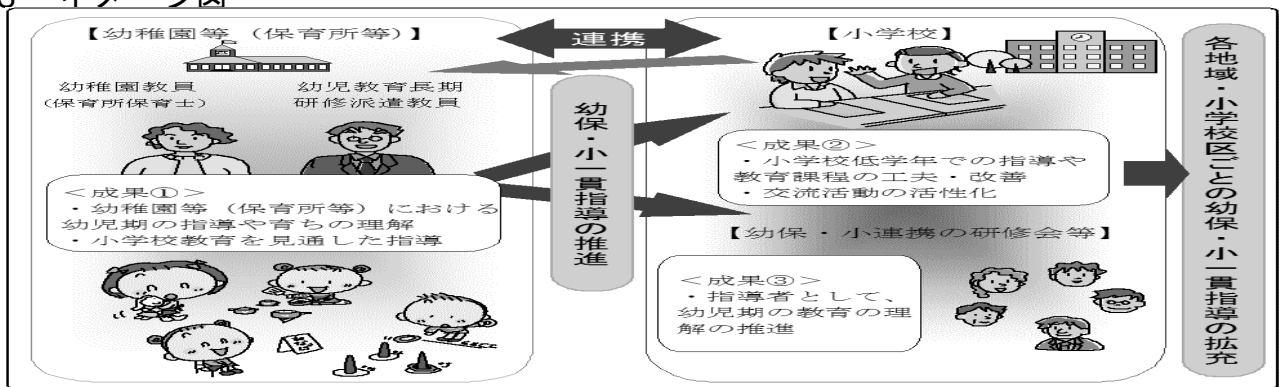 イメージ図
【幼稚園等（保育所等）】
幼稚園教員
（保育所保育士）
幼児教育長期
研修派遣教員
＜成果①＞
・幼稚園等（保育所等）における
幼児期の指導や育ちの理解
・小学校教育を見通した指導
連携
幼保・小一貫指導の推進
【小学校】
＜成果②＞
・小学校低学年での指導や
教育課程の工夫・改善
・交流活動の活性化
【幼保・小連携の研修会等】
＜成果③＞
・指導者として、
幼児期の教育の理
解の推進
各地域・小学校区ごとの幼保・小一貫指導の拡充